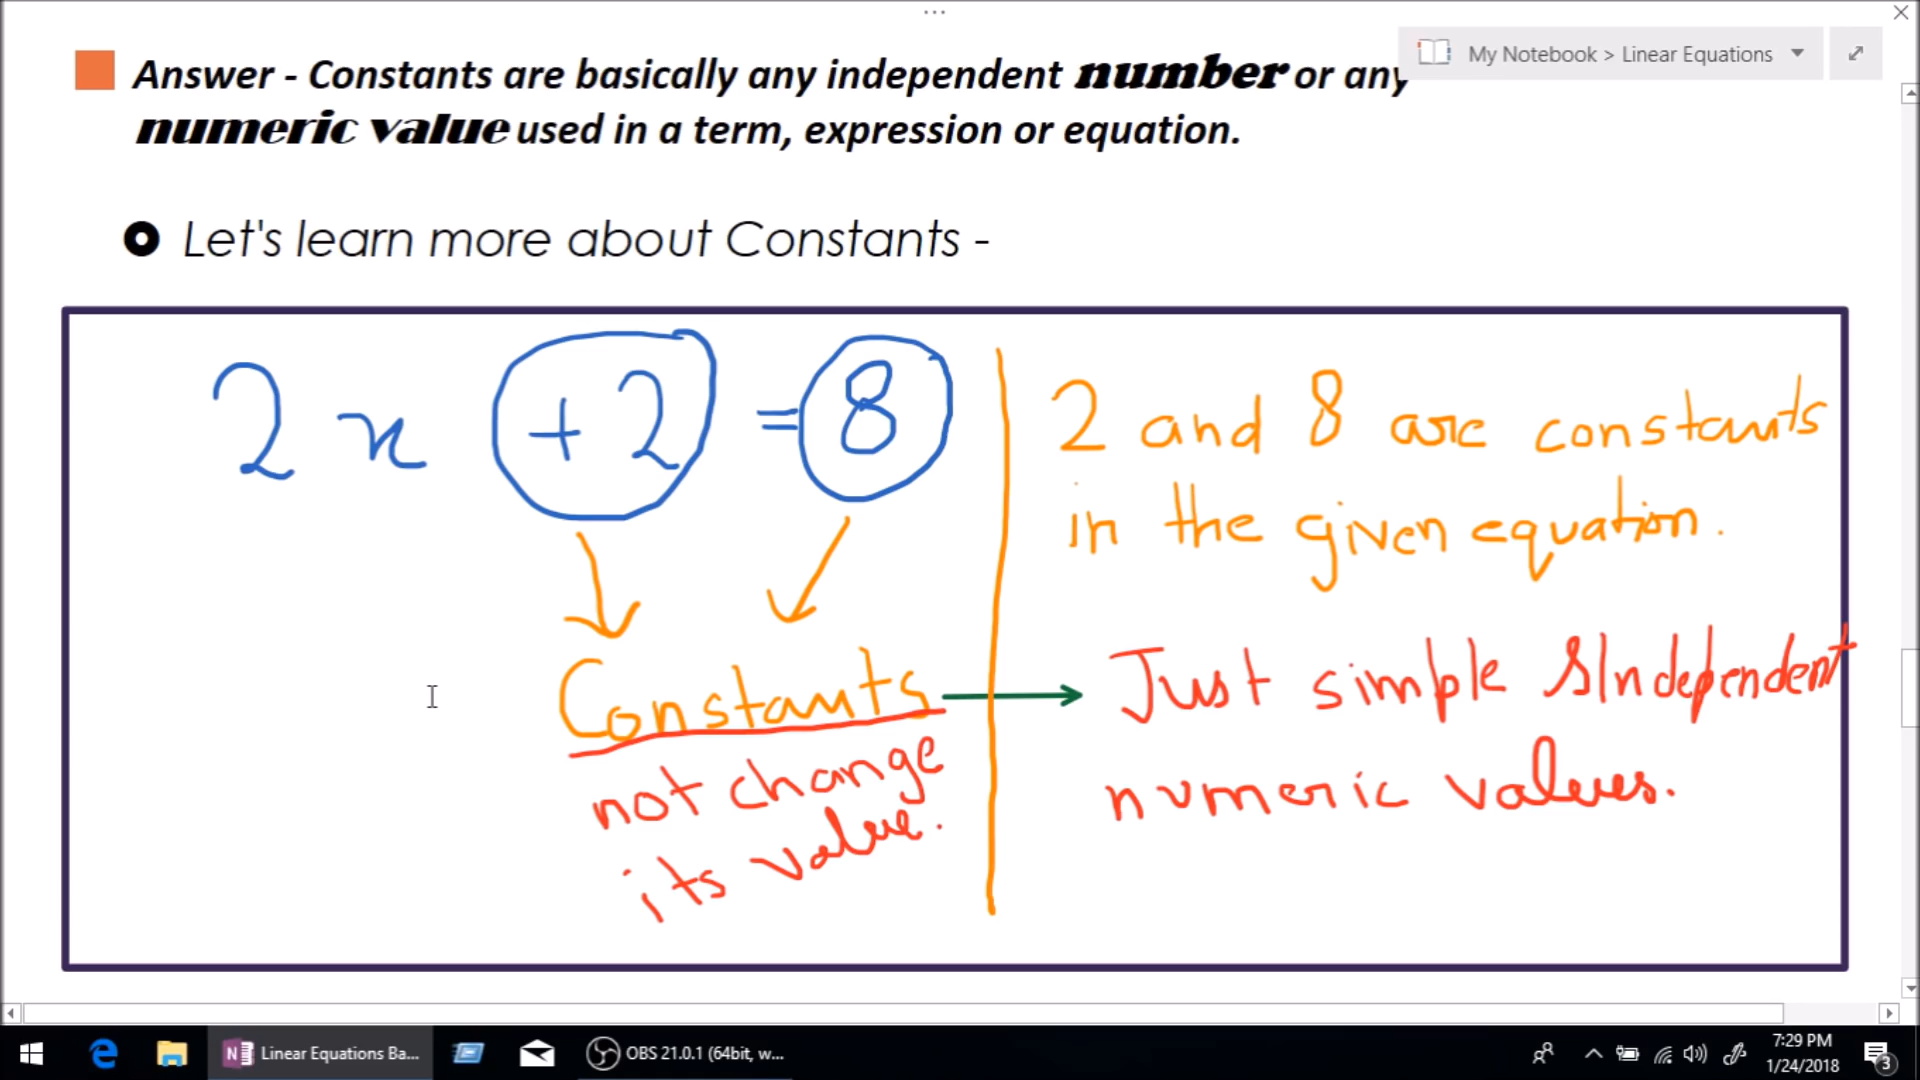 My Notebook > Linear Equations
Answer - Constants are basically any independent number or any
numeric value used in a term, expression or equation.
Let's learn more about Constants -
2x + 2 = 8
Constants
not change
its value.
2 and 8 are constants
in the given equation.
Just simple & Independent
numeric values.
Linear Equations Ba...
OBS 21.0.1 (64bit, w...
7:29 PM
1/24/2018
3